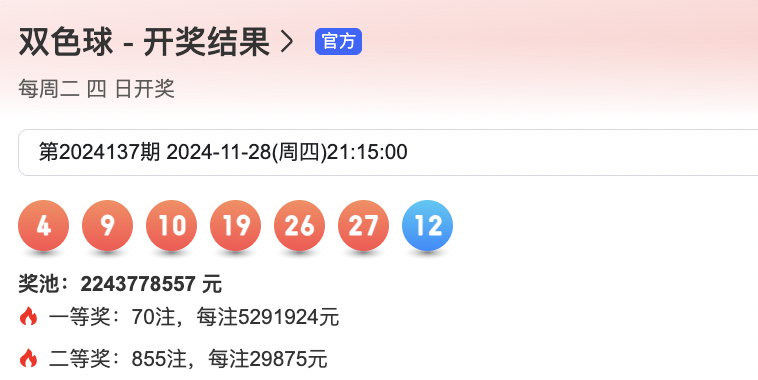 双色球 - 开奖结果 > 官方
每周二 四 日开奖
第2024137期 2024-11-28(周四)21:15:00
4 9 10 19 26 27 12
奖池：2243778557 元
一等奖：70注，每注5291924元
二等奖：855注，每注29875元